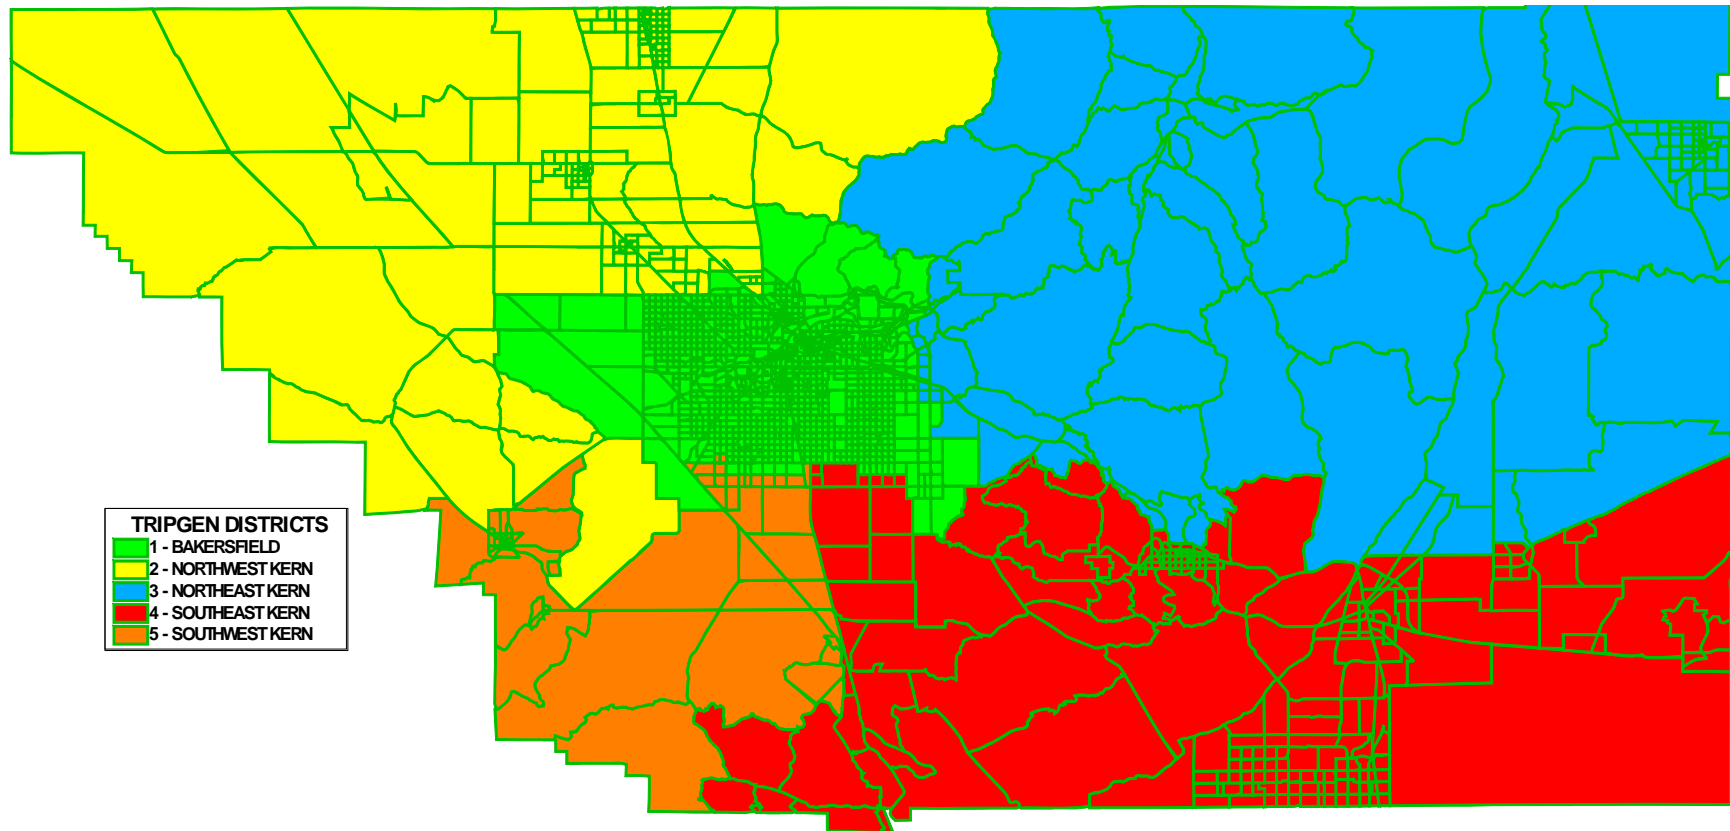 TRIPGEN DISTRICTS
1 - BAKERSFIELD
2 - NORTHWEST KERN
3 - NORTHEAST KERN
4 - SOUTHEAST KERN
5 - SOUTHWEST KERN